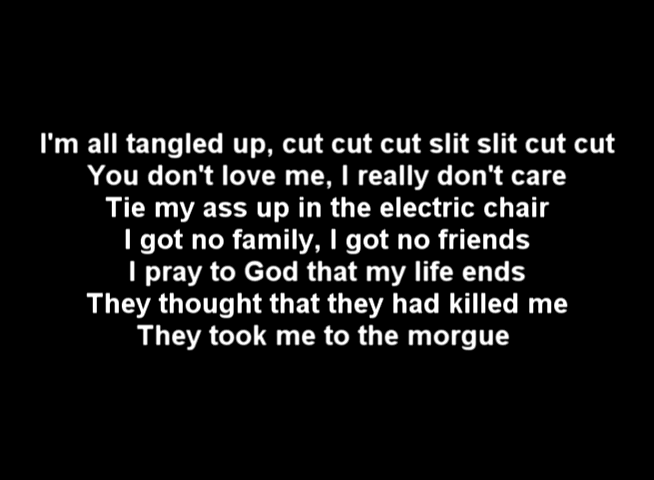 I'm all tangled up, cut cut cut slit slit cut cut
You don't love me, I really don't care
Tie my ass up in the electric chair
I got no family, I got no friends
I pray to God that my life ends
They thought that they had killed me
They took me to the morgue